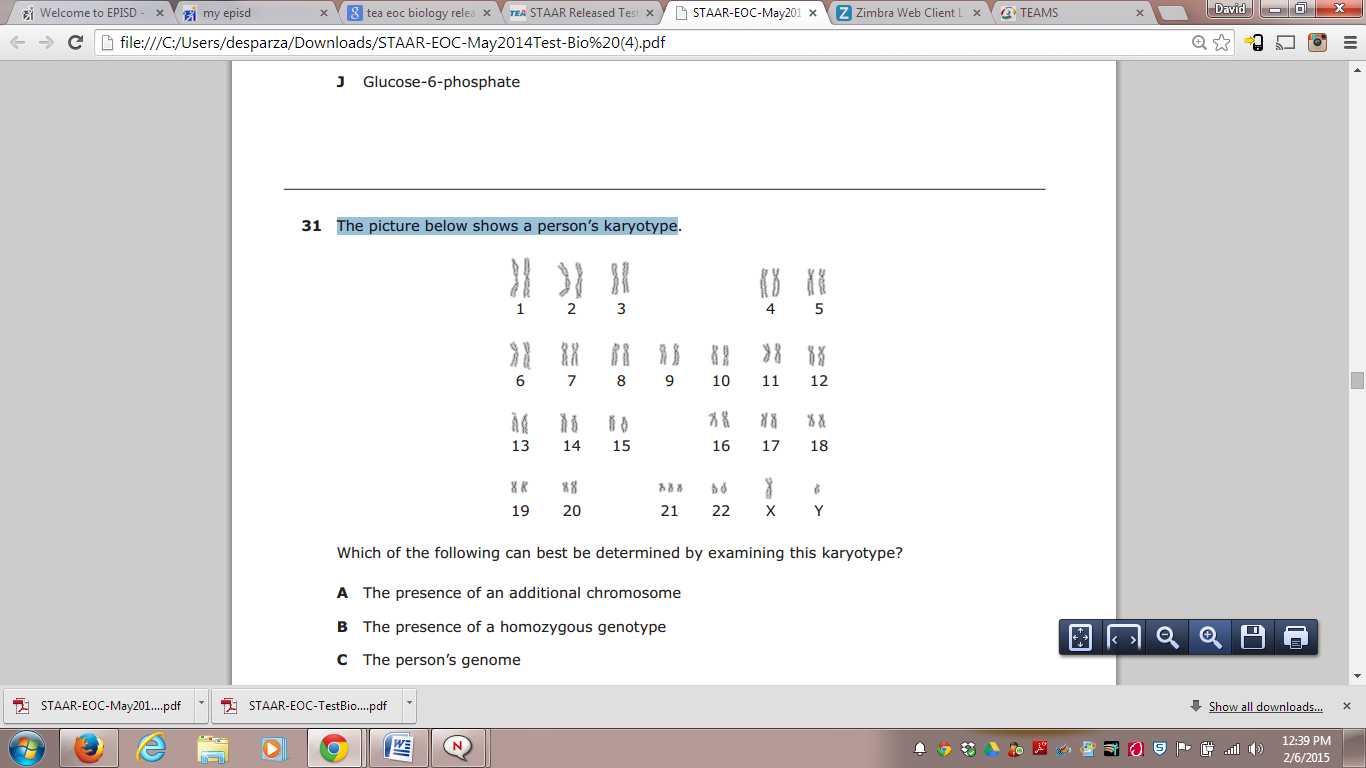 David
Welcome to EPISD -
my episd
tea eoc biology relea
TEA STAAR Released Tes
STAAR-EOC-May201
Zimbra Web Client L
TEAMS
file:///C:/Users/desparza/Downloads/STAAR-EOC-May2014Test-Bio%20(4).pdf
J Glucose-6-phosphate
31 The picture below shows a person’s karyotype.
1 2 3 4 5
6 7 8 9 10 11 12
13 14 15 16 17 18
19 20 21 22 X Y
Which of the following can best be determined by examining this karyotype?
A The presence of an additional chromosome
B The presence of a homozygous genotype
C The person’s genome
STAAR-EOC-May201....pdf
STAAR-EOC-TestBio....pdf
Show all downloads...
12:39 PM
2/6/2015